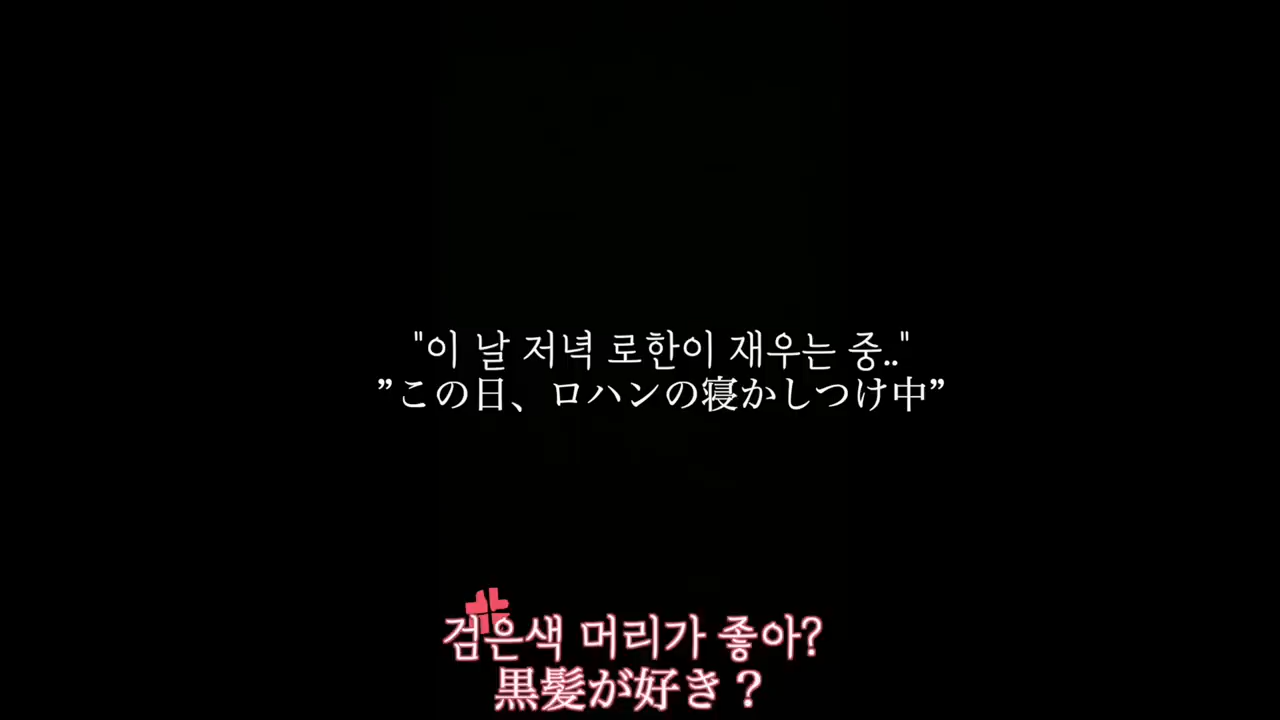 "이 날 저녁 로한이 재우는 중.."
”この日、ロハンの寝かしつけ中”
검은색 머리가 좋아?
黒髪が好き？